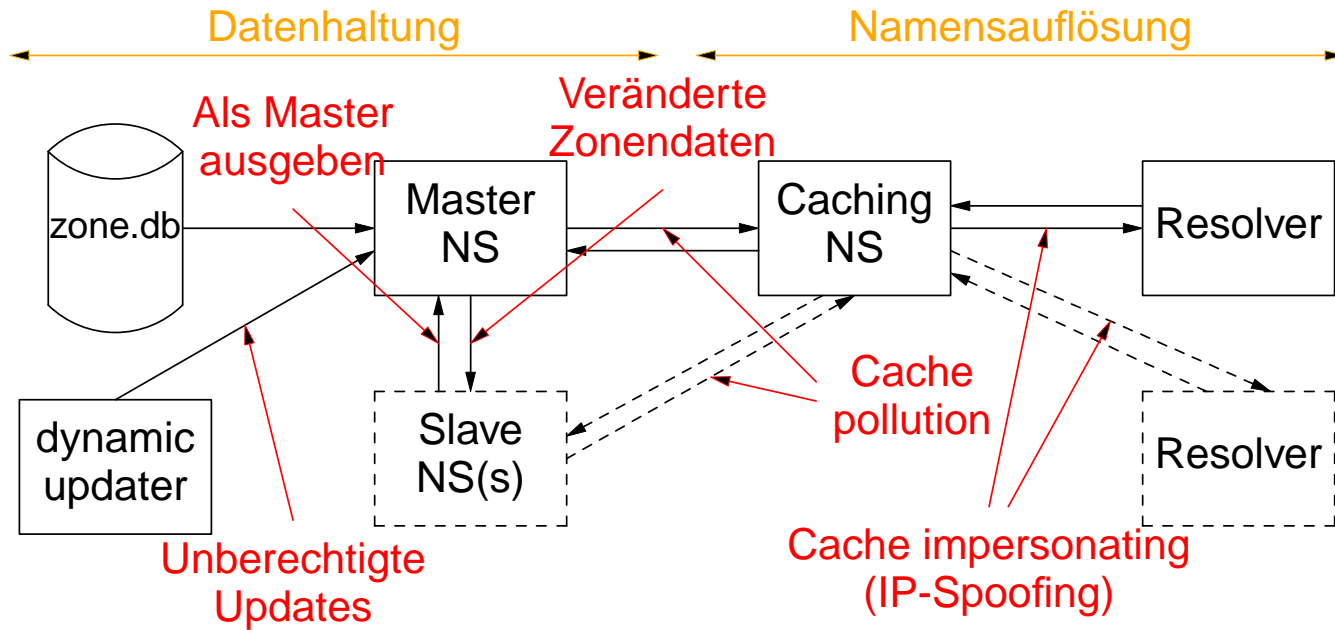 Datenhaltung
Namensauflösung
Als Master
ausgeben
Veränderte
Zonendaten
zone.db
Master
NS
Caching
NS
Resolver
dynamic
updater
Slave
NS(s)
Cache
pollution
Resolver
Unberechtigte
Updates
Cache impersonating
(IP-Spoofing)